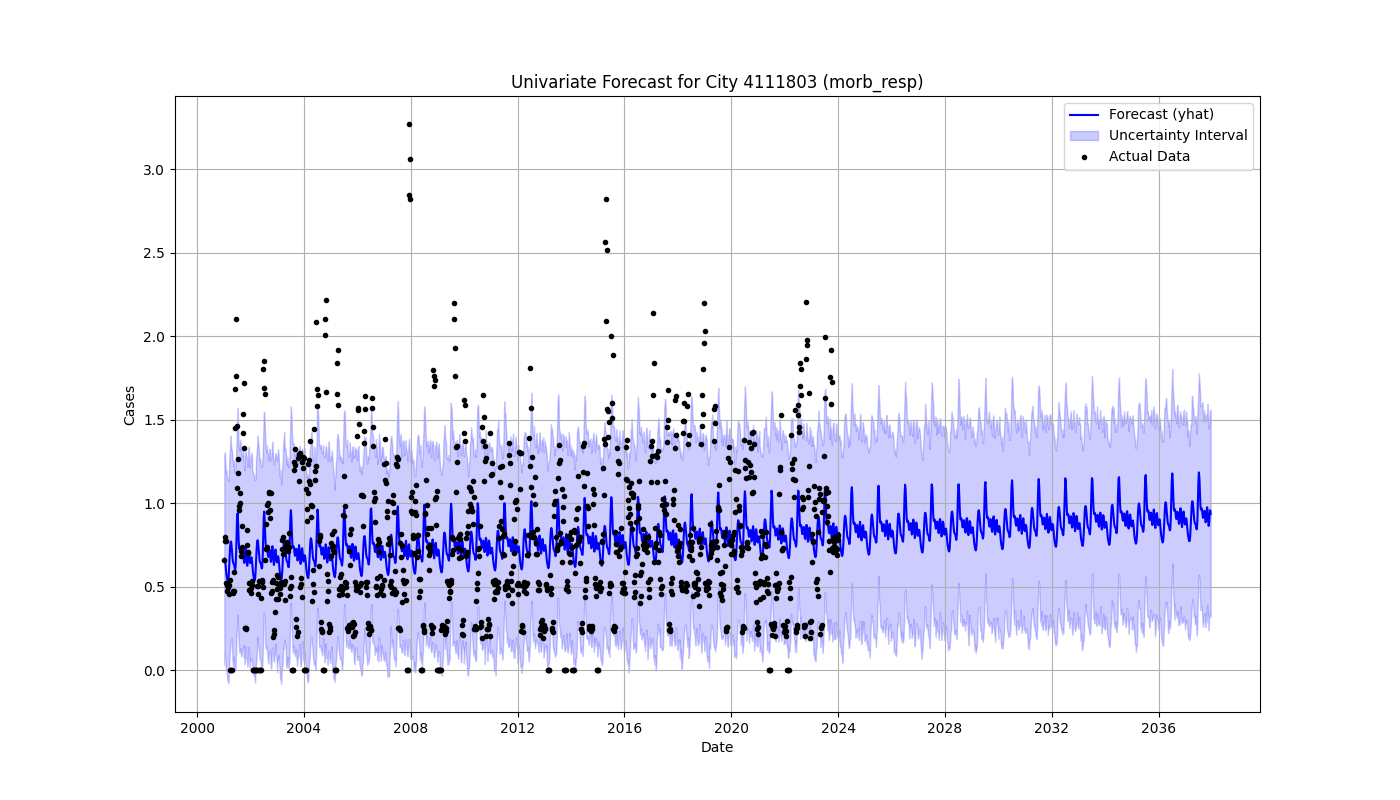 Univariate Forecast for City 4111803 (morb_resp)
Forecast (yhat)
Uncertainty Interval
Actual Data
Cases
3.0
2.5
2.0
1.5
1.0
0.5
0.0
2000 2004 2008 2012 2016 2020 2024 2028 2032 2036
Date